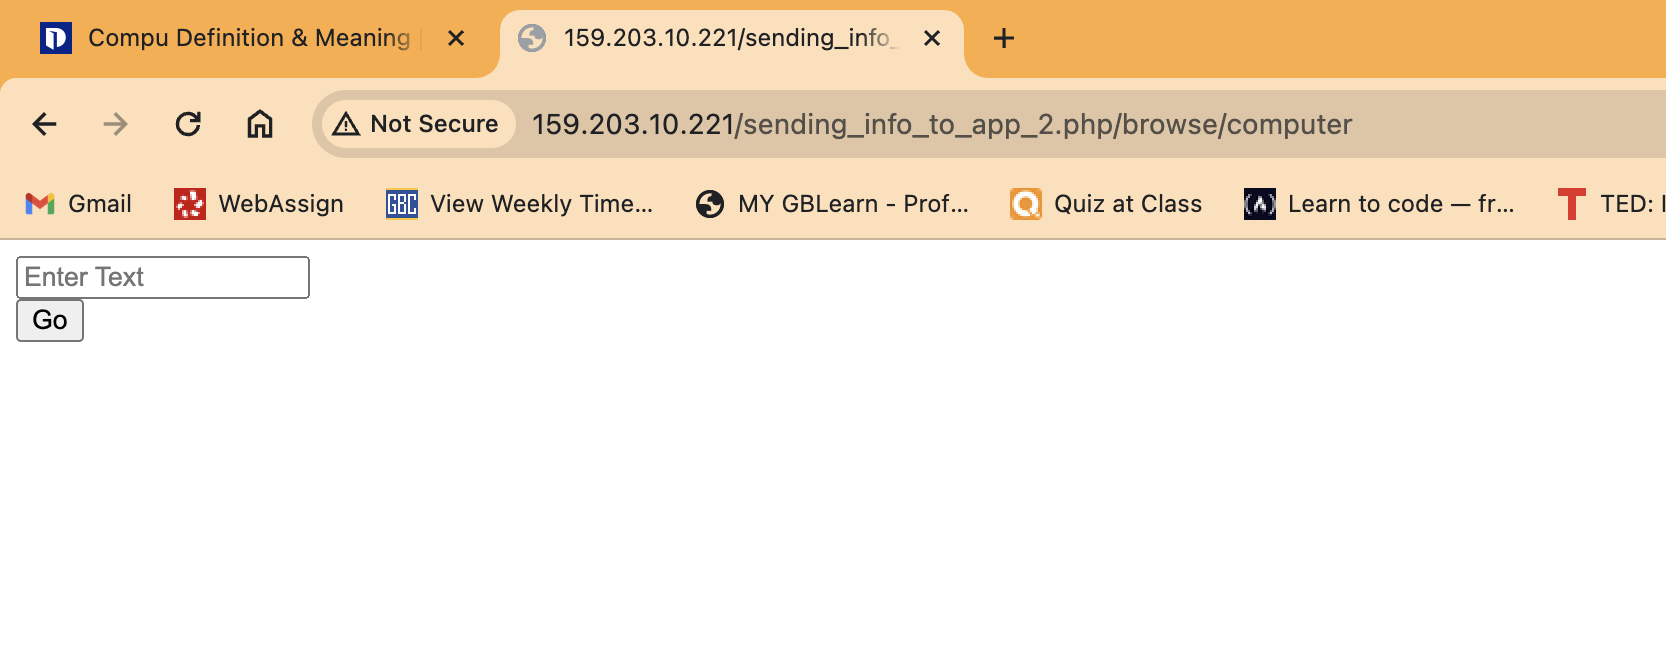 Compu Definition & Meaning |
159.203.10.221/sending_info_
Not Secure
159.203.10.221/sending_info_to_app_2.php/browse/computer
Gmail
WebAssign
GBC
View Weekly Time...
MY GBLearn - Prof...
Quiz at Class
Learn to code — fr...
TED: I
Enter Text
Go